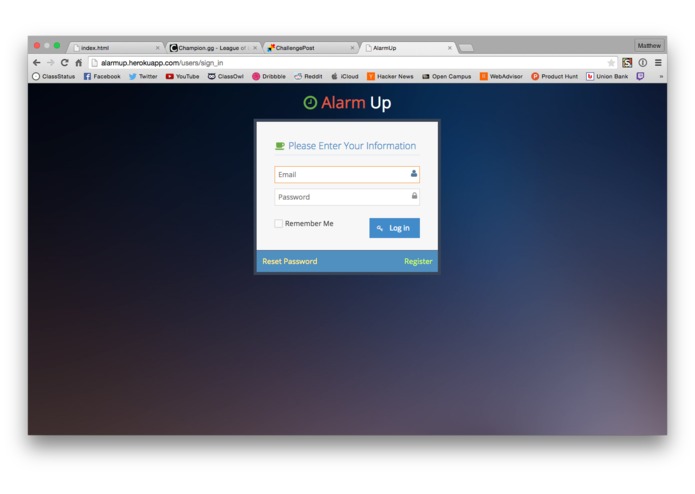 index.html
Champion.gg - League of L
ChallengePost
AlarmUp
Matthew
alarmup.herokuapp.com/users/sign_in
ClassStatus Facebook Twitter YouTube ClassOwl Dribbble Reddit iCloud Hacker News Open Campus WebAdvisor Product Hunt Union Bank »
Alarm Up
Please Enter Your Information
Email
Password
Remember Me
Log in
Reset Password
Register